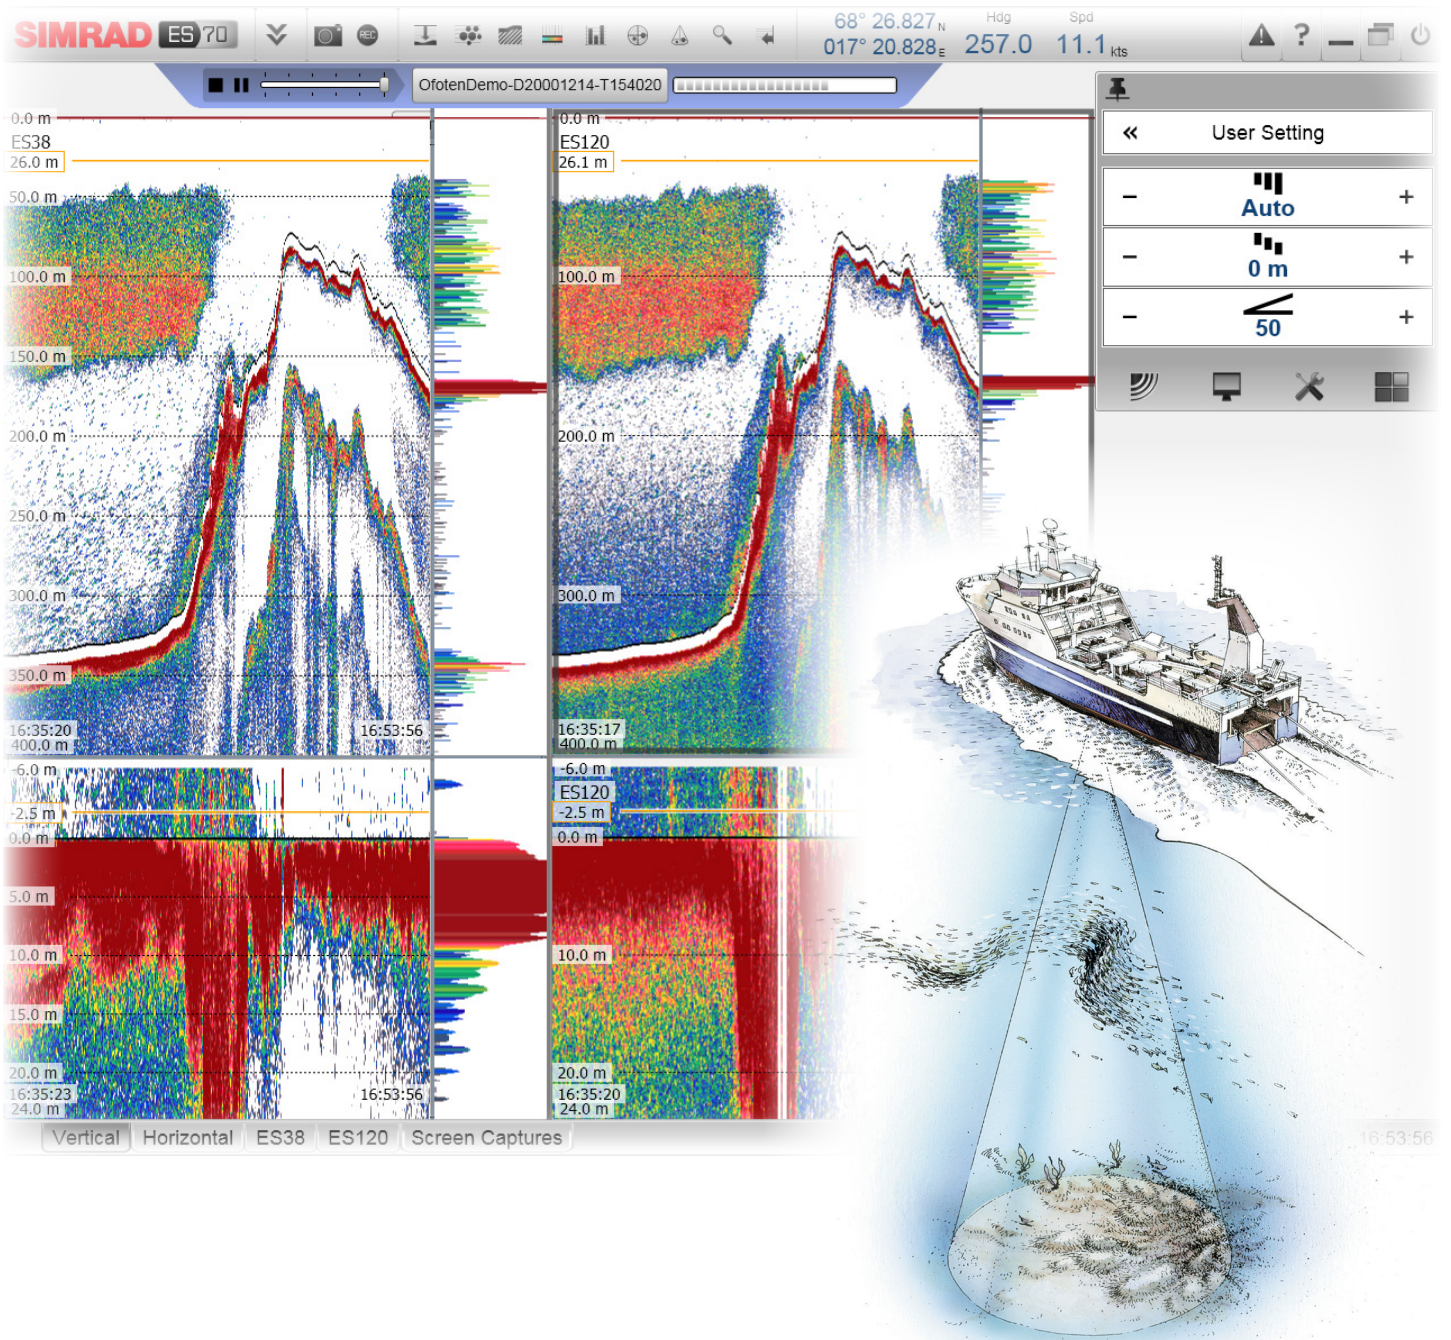 SIMRAD ES70
REC
68° 26.827 N
017° 20.828 E
Hdg
257.0
Spd
11.1 kts
OfotenDemo-D20001214-T154020
User Setting
Auto
0 m
50
0.0 m
ES38
26.0 m
50.0 m
100.0 m
150.0 m
200.0 m
250.0 m
300.0 m
350.0 m
16:35:20
16:53:56
400.0 m
0.0 m
ES120
26.1 m
100.0 m
200.0 m
300.0 m
16:35:17
400.0 m
-6.0 m
-2.5 m
0.0 m
5.0 m
10.0 m
15.0 m
20.0 m
16:35:23
16:53:56
24.0 m
-6.0 m
ES120
-2.5 m
0.0 m
10.0 m
20.0 m
16:35:20
24.0 m
Vertical
Horizontal
ES38
ES120
Screen Captures
16:53:56